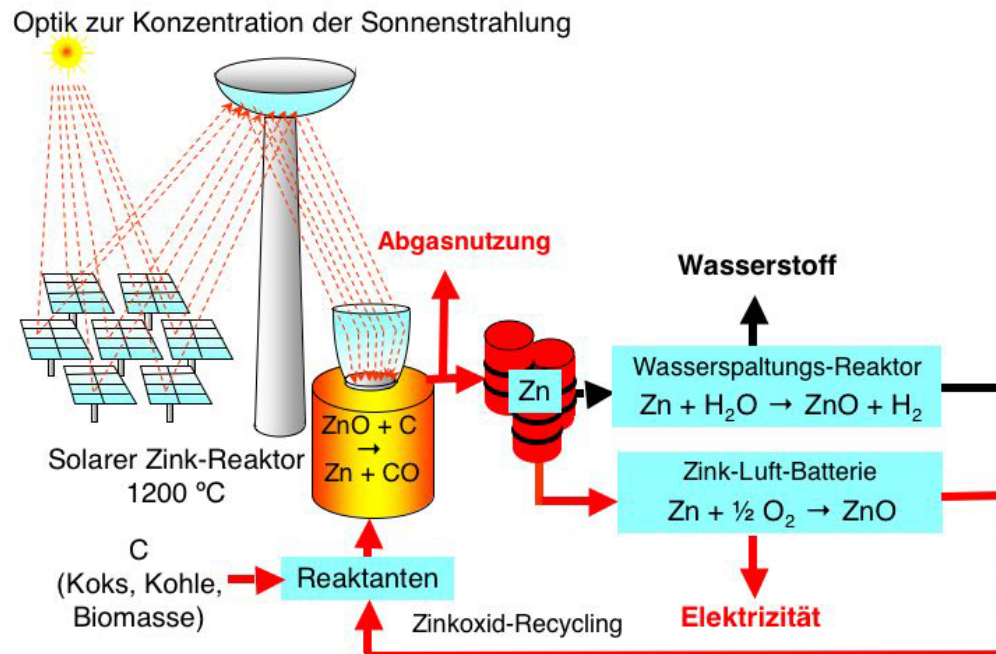 Optik zur Konzentration der Sonnenstrahlung
Abgasnutzung
Wasserstoff
Zn
Wasserspaltungs-Reaktor
Zn + H₂O → ZnO + H₂
ZnO + C
→
Zn + CO
Solarer Zink-Reaktor
1200 ºC
Zink-Luft-Batterie
Zn + ½ O₂ → ZnO
C
(Koks, Kohle,
Biomasse)
Reaktanten
Zinkoxid-Recycling
Elektrizität